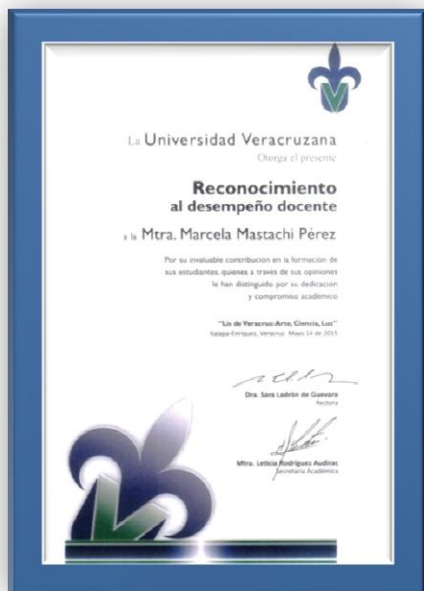 La Universidad Veracruzana
Otorga el presente
Reconocimiento
al desempeño docente
a la Mtra. Marcela Mastachi Pérez
Por su invaluable contribución en la formación de
sus estudiantes, quienes a través de sus opiniones
le han distinguido por su dedicación
y compromiso académico
"Lis de Veracruz: Arte, Ciencia, Luz"
Xalapa-Enríquez, Veracruz. Mayo 14 de 2015
Dra. Sara Ladrón de Guevara
Rectora
Mtra. Leticia Rodríguez Audirac
Secretaria Académica